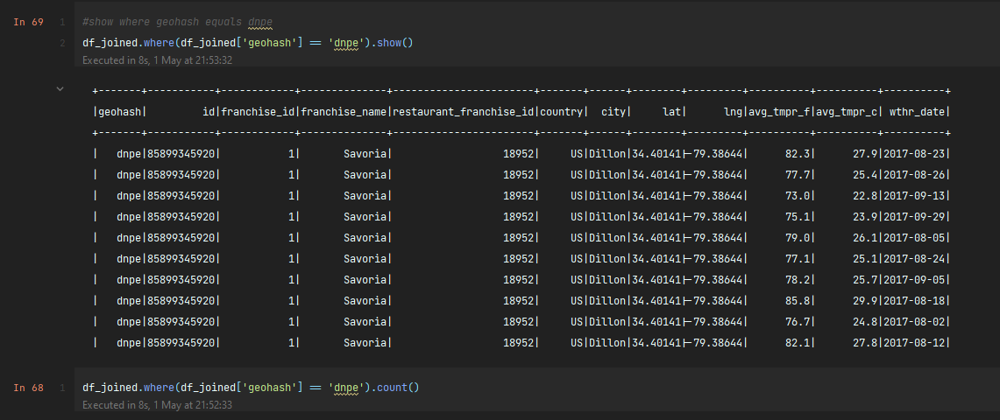 In 69 1 #show where geohash equals dnpe
2 df_joined.where(df_joined['geohash'] == 'dnpe').show()
Executed in 8s, 1 May at 21:53:32
+-------+-----------+------------+--------------+-----------------------+-------+------+--------+---------+----------+----------+----------+
|geohash|         id|franchise_id|franchise_name|restaurant_franchise_id|country|  city|     lat|      lng|avg_tmpr_f|avg_tmpr_c| wthr_date|
+-------+-----------+------------+--------------+-----------------------+-------+------+--------+---------+----------+----------+----------+
|   dnpe|85899345920|           1|       Savoria|                  18952|     US|Dillon|34.40141|-79.38644|      82.3|      27.9|2017-08-23|
|   dnpe|85899345920|           1|       Savoria|                  18952|     US|Dillon|34.40141|-79.38644|      77.7|      25.4|2017-08-26|
|   dnpe|85899345920|           1|       Savoria|                  18952|     US|Dillon|34.40141|-79.38644|      73.0|      22.8|2017-09-13|
|   dnpe|85899345920|           1|       Savoria|                  18952|     US|Dillon|34.40141|-79.38644|      75.1|      23.9|2017-09-29|
|   dnpe|85899345920|           1|       Savoria|                  18952|     US|Dillon|34.40141|-79.38644|      79.0|      26.1|2017-08-05|
|   dnpe|85899345920|           1|       Savoria|                  18952|     US|Dillon|34.40141|-79.38644|      77.1|      25.1|2017-08-24|
|   dnpe|85899345920|           1|       Savoria|                  18952|     US|Dillon|34.40141|-79.38644|      78.2|      25.7|2017-09-05|
|   dnpe|85899345920|           1|       Savoria|                  18952|     US|Dillon|34.40141|-79.38644|      85.8|      29.9|2017-08-18|
|   dnpe|85899345920|           1|       Savoria|                  18952|     US|Dillon|34.40141|-79.38644|      76.7|      24.8|2017-08-02|
|   dnpe|85899345920|           1|       Savoria|                  18952|     US|Dillon|34.40141|-79.38644|      82.1|      27.8|2017-08-12|
In 68 1 df_joined.where(df_joined['geohash'] == 'dnpe').count()
Executed in 8s, 1 May at 21:52:33